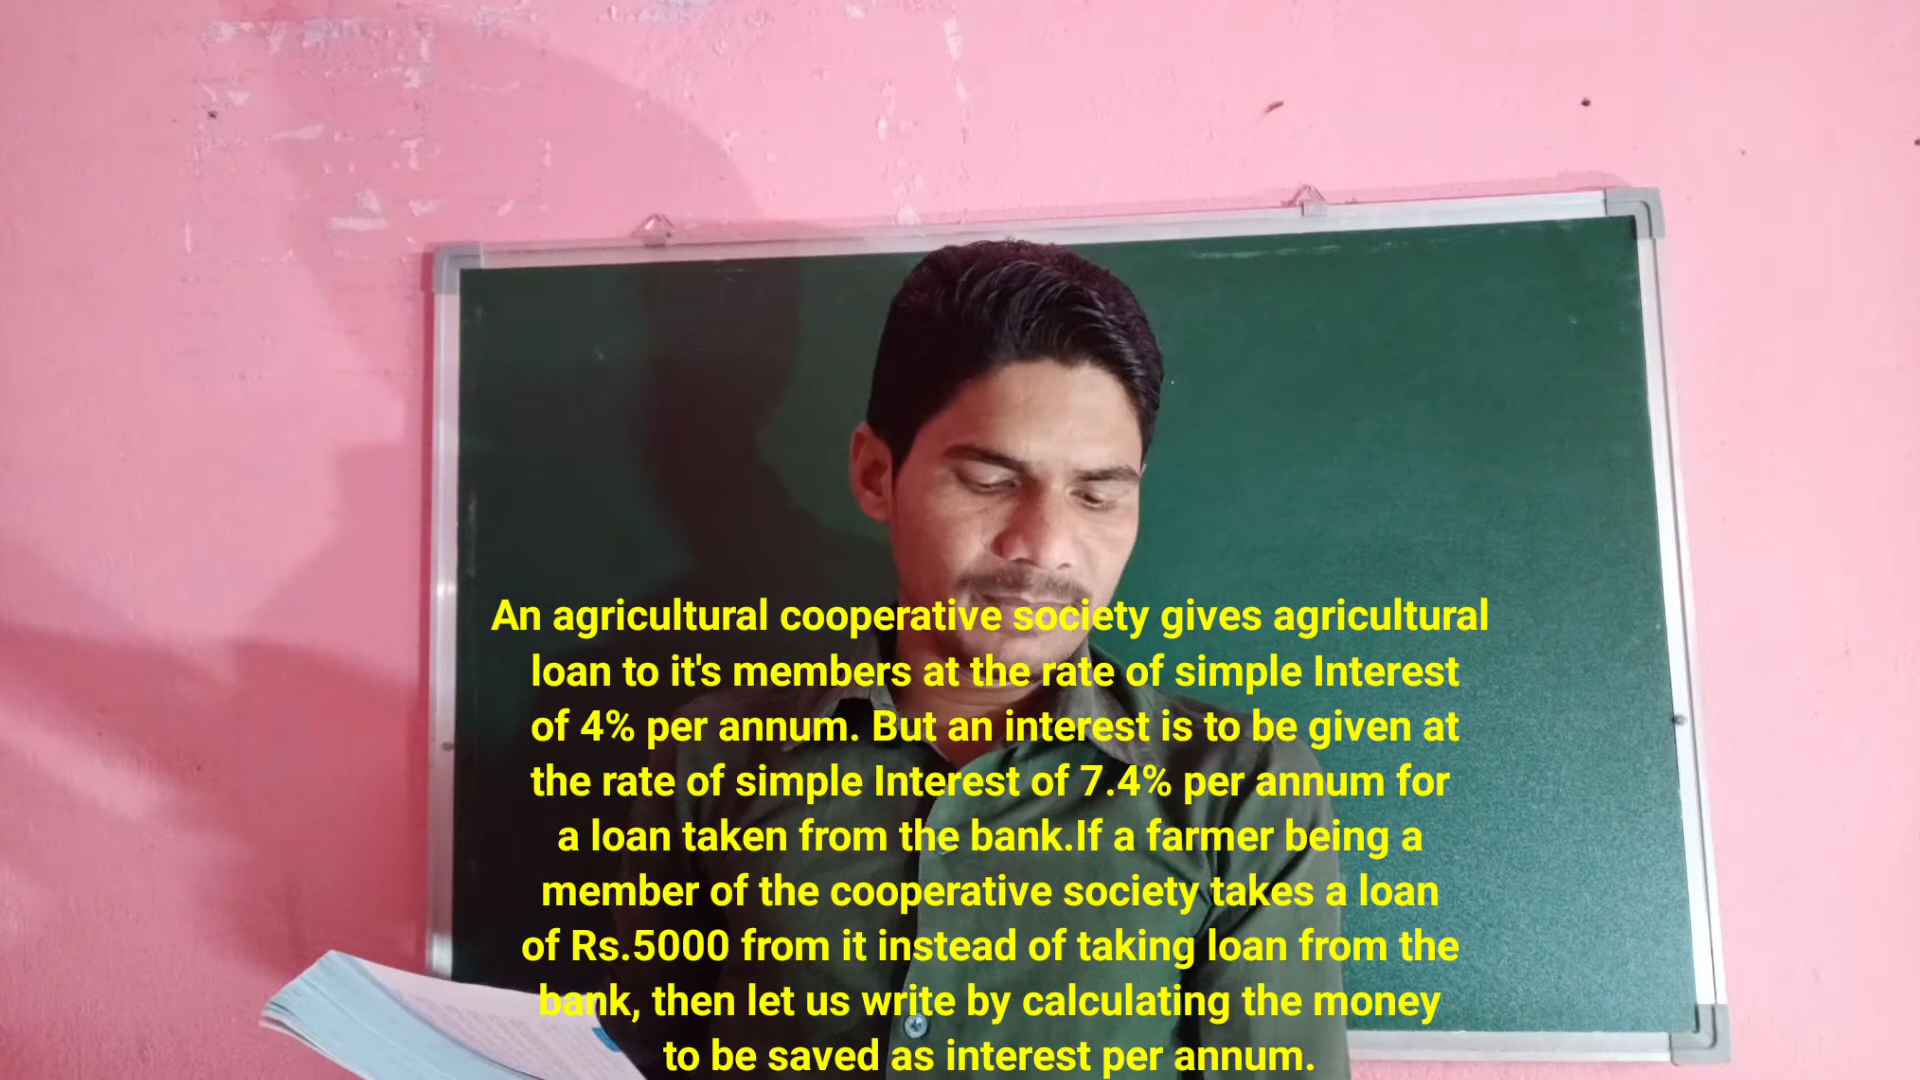 An agricultural cooperative society gives agricultural
loan to it's members at the rate of simple Interest
of 4% per annum. But an interest is to be given at
the rate of simple Interest of 7.4% per annum for
a loan taken from the bank.If a farmer being a
member of the cooperative society takes a loan
of Rs.5000 from it instead of taking loan from the
bank, then let us write by calculating the money
to be saved as interest per annum.